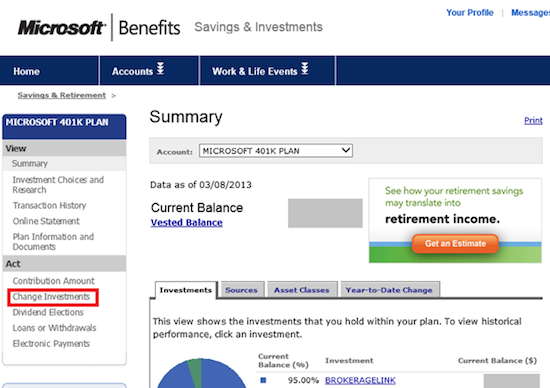 Your Profile | Messages
Microsoft | Benefits Savings & Investments
Home Accounts Work & Life Events
Savings & Retirement >
MICROSOFT 401K PLAN
View
Summary
Investment Choices and
Research
Transaction History
Online Statement
Plan Information and
Documents
Act
Contribution Amount
Change Investments
Dividend Elections
Loans or Withdrawals
Electronic Payments
Summary
Print
Account: MICROSOFT 401K PLAN
Data as of 03/08/2013
Current Balance
Vested Balance
See how your retirement savings
may translate into
retirement income.
Get an Estimate
Investments Sources Asset Classes Year-to-Date Change
This view shows the investments that you hold within your plan. To view historical
performance, click an investment.
Current
Balance (%) Investment Current Balance ($)
95.00% BROKERAGELINK